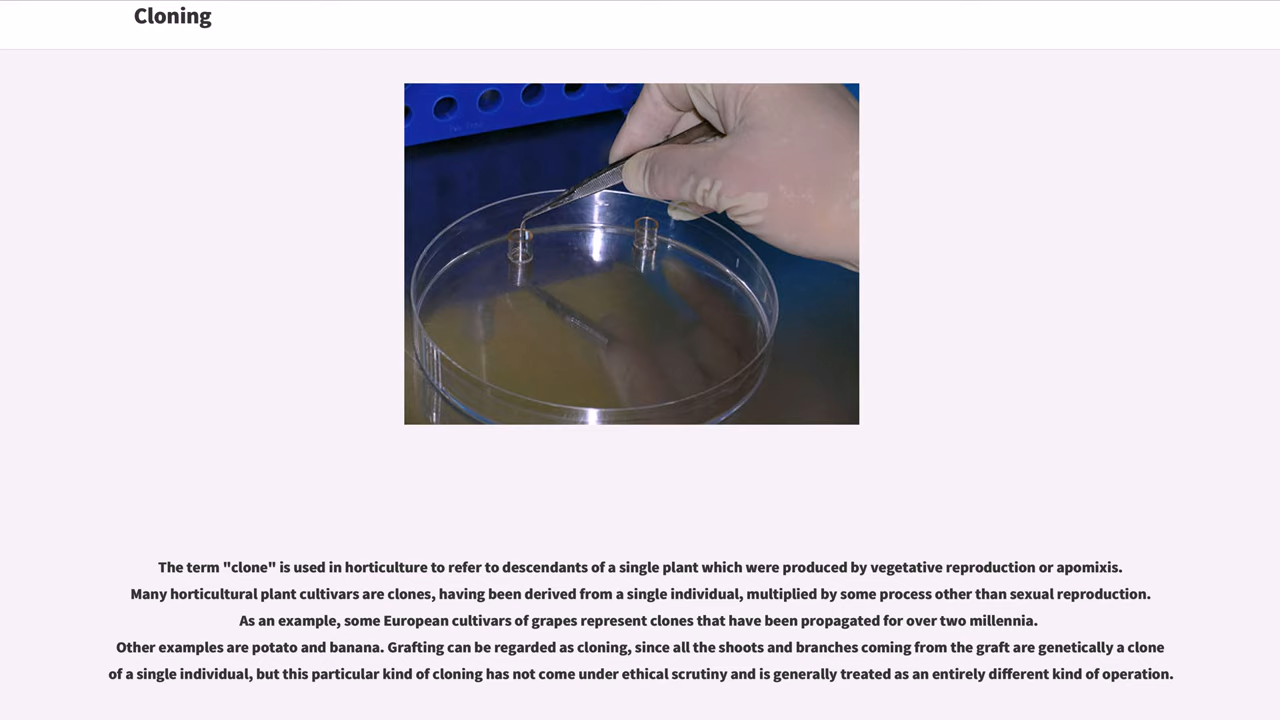 Cloning
The term "clone" is used in horticulture to refer to descendants of a single plant which were produced by vegetative reproduction or apomixis.
Many horticultural plant cultivars are clones, having been derived from a single individual, multiplied by some process other than sexual reproduction.
As an example, some European cultivars of grapes represent clones that have been propagated for over two millennia.
Other examples are potato and banana. Grafting can be regarded as cloning, since all the shoots and branches coming from the graft are genetically a clone
of a single individual, but this particular kind of cloning has not come under ethical scrutiny and is generally treated as an entirely different kind of operation.